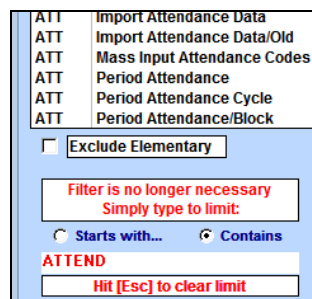 ATT Import Attendance Data
ATT Import Attendance Data/Old
ATT Mass Input Attendance Codes
ATT Period Attendance
ATT Period Attendance Cycle
ATT Period Attendance/Block
Exclude Elementary
Filter is no longer necessary
Simply type to limit:
Starts with... Contains
ATTEND
Hit [Esc] to clear limit